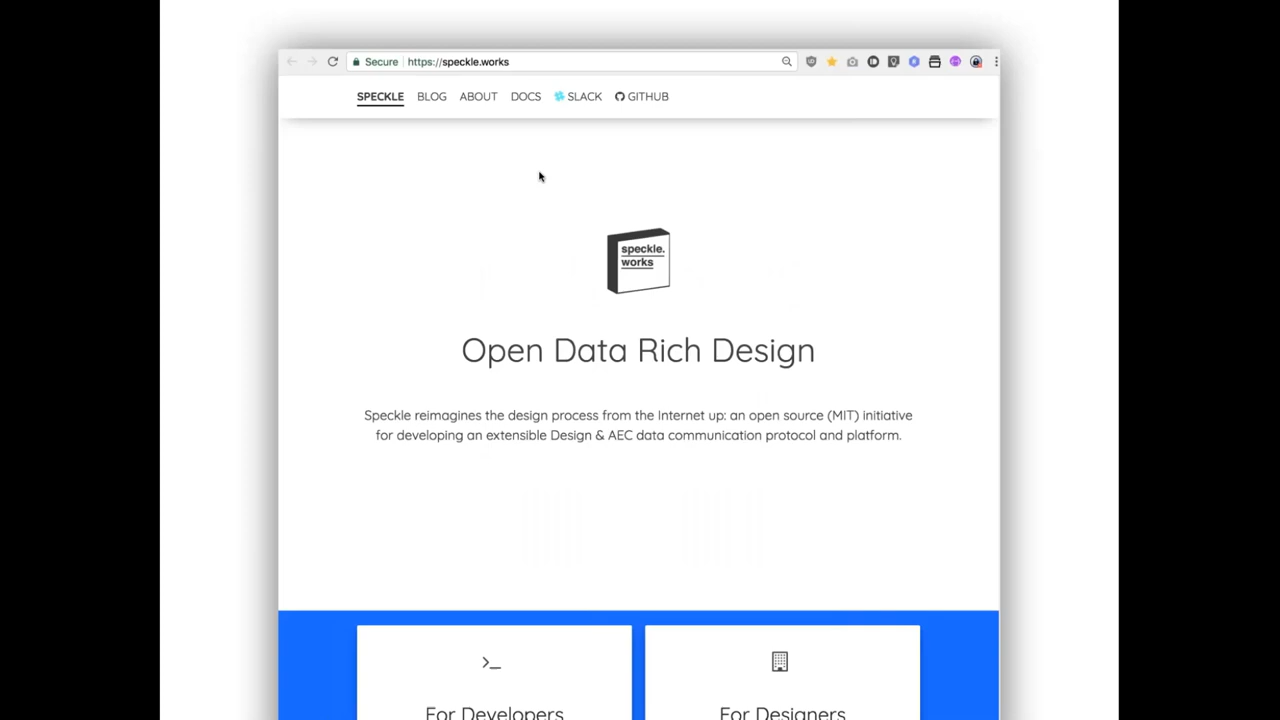 Secure https://speckle.works
SPECKLE BLOG ABOUT DOCS SLACK GITHUB
speckle.
works
Open Data Rich Design
Speckle reimagines the design process from the Internet up: an open source (MIT) initiative
for developing an extensible Design & AEC data communication protocol and platform.
For Developers
For Designers